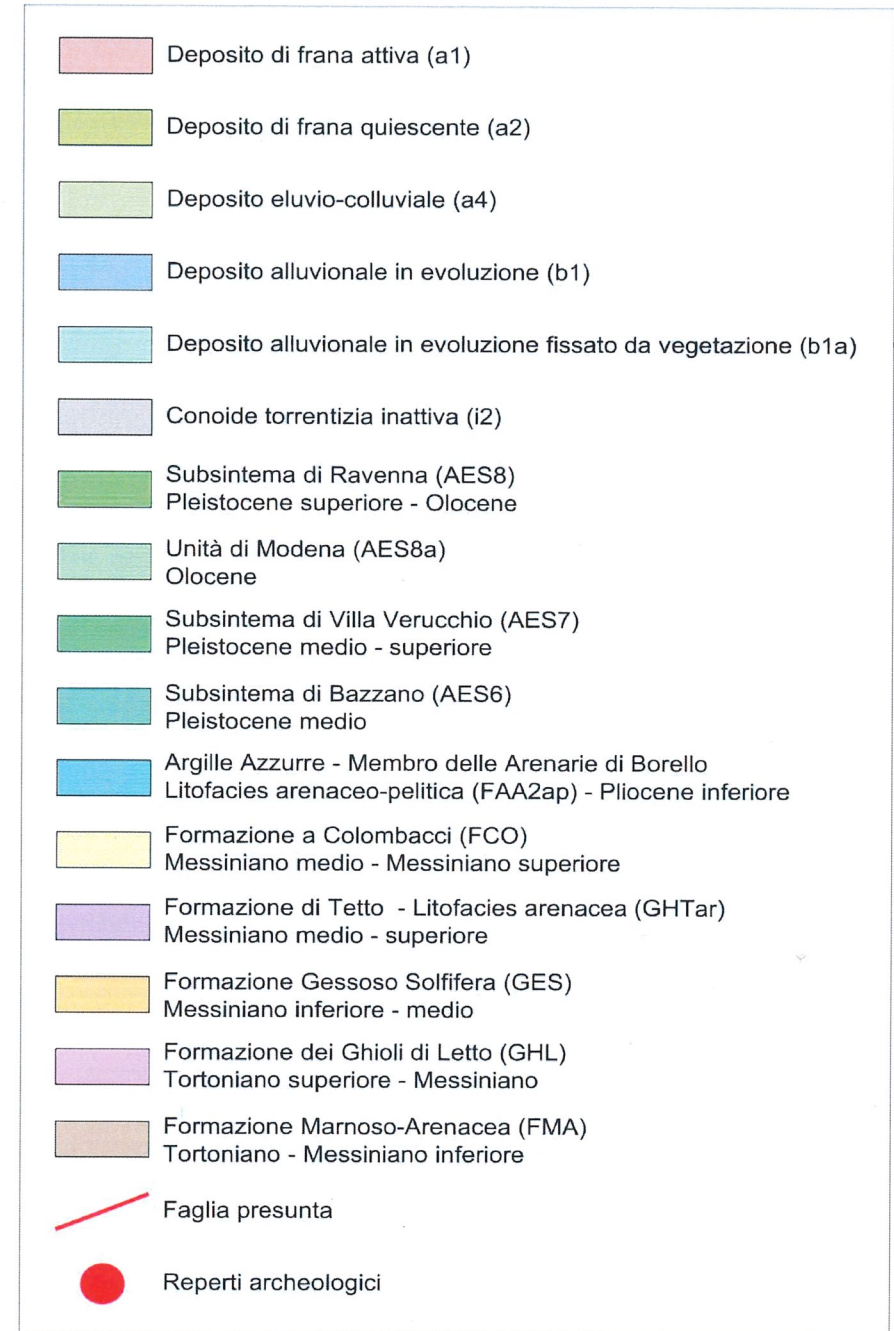 Deposito di frana attiva (a1)
Deposito di frana quiescente (a2)
Deposito eluvio-colluviale (a4)
Deposito alluvionale in evoluzione (b1)
Deposito alluvionale in evoluzione fissato da vegetazione (b1a)
Conoide torrentizia inattiva (i2)
Subsintema di Ravenna (AES8)
Pleistocene superiore - Olocene
Unità di Modena (AES8a)
Olocene
Subsintema di Villa Verucchio (AES7)
Pleistocene medio - superiore
Subsintema di Bazzano (AES6)
Pleistocene medio
Argille Azzurre - Membro delle Arenarie di Borello
Litofacies arenaceo-pelitica (FAA2ap) - Pliocene inferiore
Formazione a Colombacci (FCO)
Messiniano medio - Messiniano superiore
Formazione di Tetto - Litofacies arenacea (GHTar)
Messiniano medio - superiore
Formazione Gessoso Solfifera (GES)
Messiniano inferiore - medio
Formazione dei Ghioli di Letto (GHL)
Tortoniano superiore - Messiniano
Formazione Marnoso-Arenacea (FMA)
Tortoniano - Messiniano inferiore
Faglia presunta
Reperti archeologici